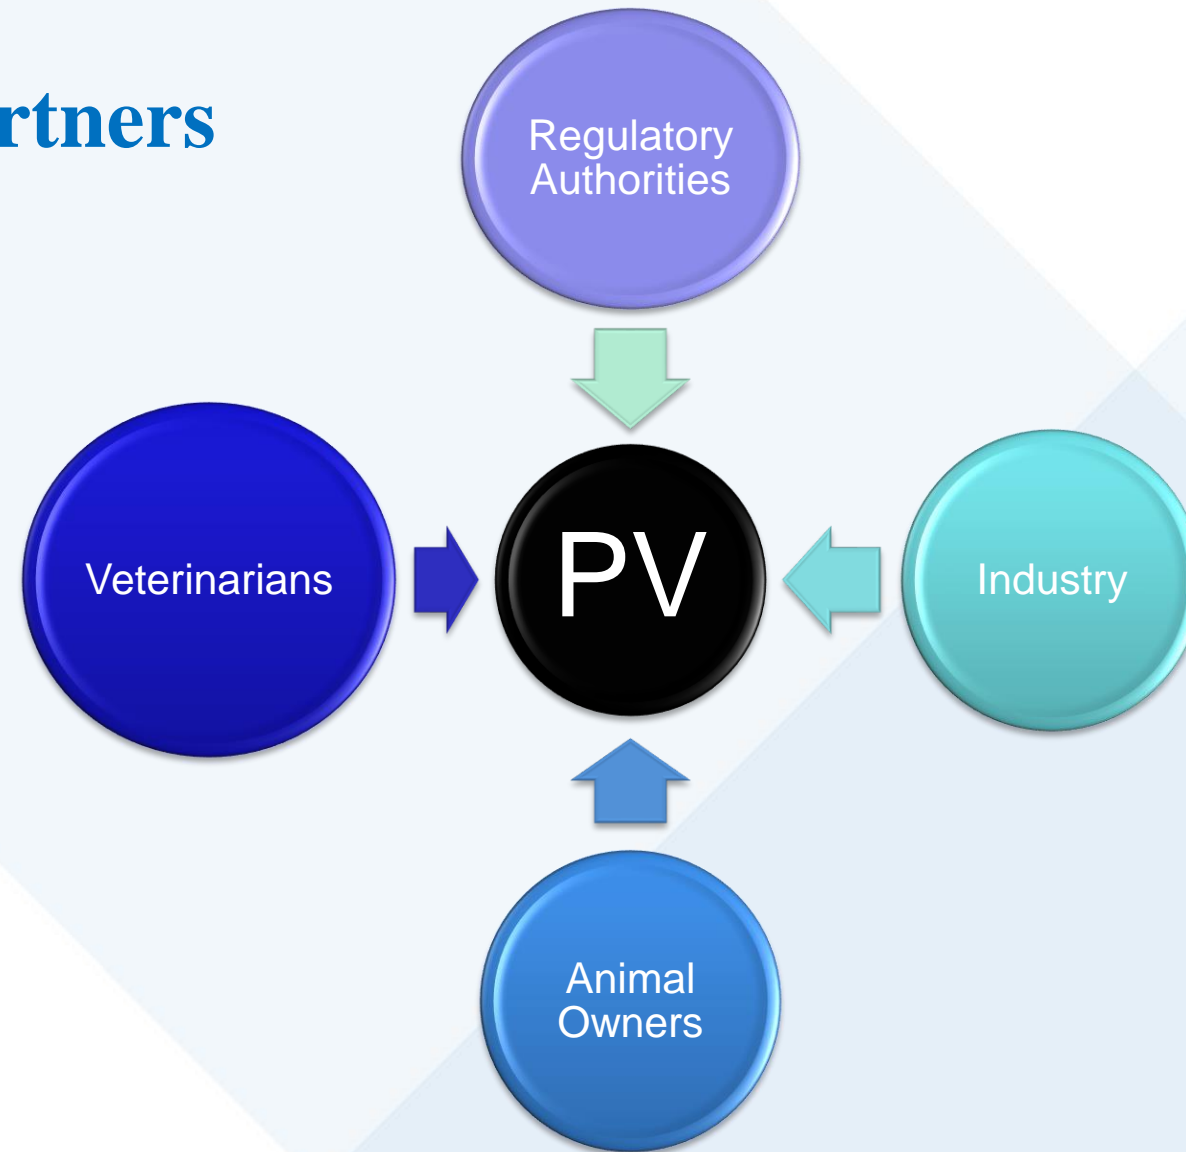 rtners
Regulatory
Authorities
Veterinarians
PV
Industry
Animal
Owners